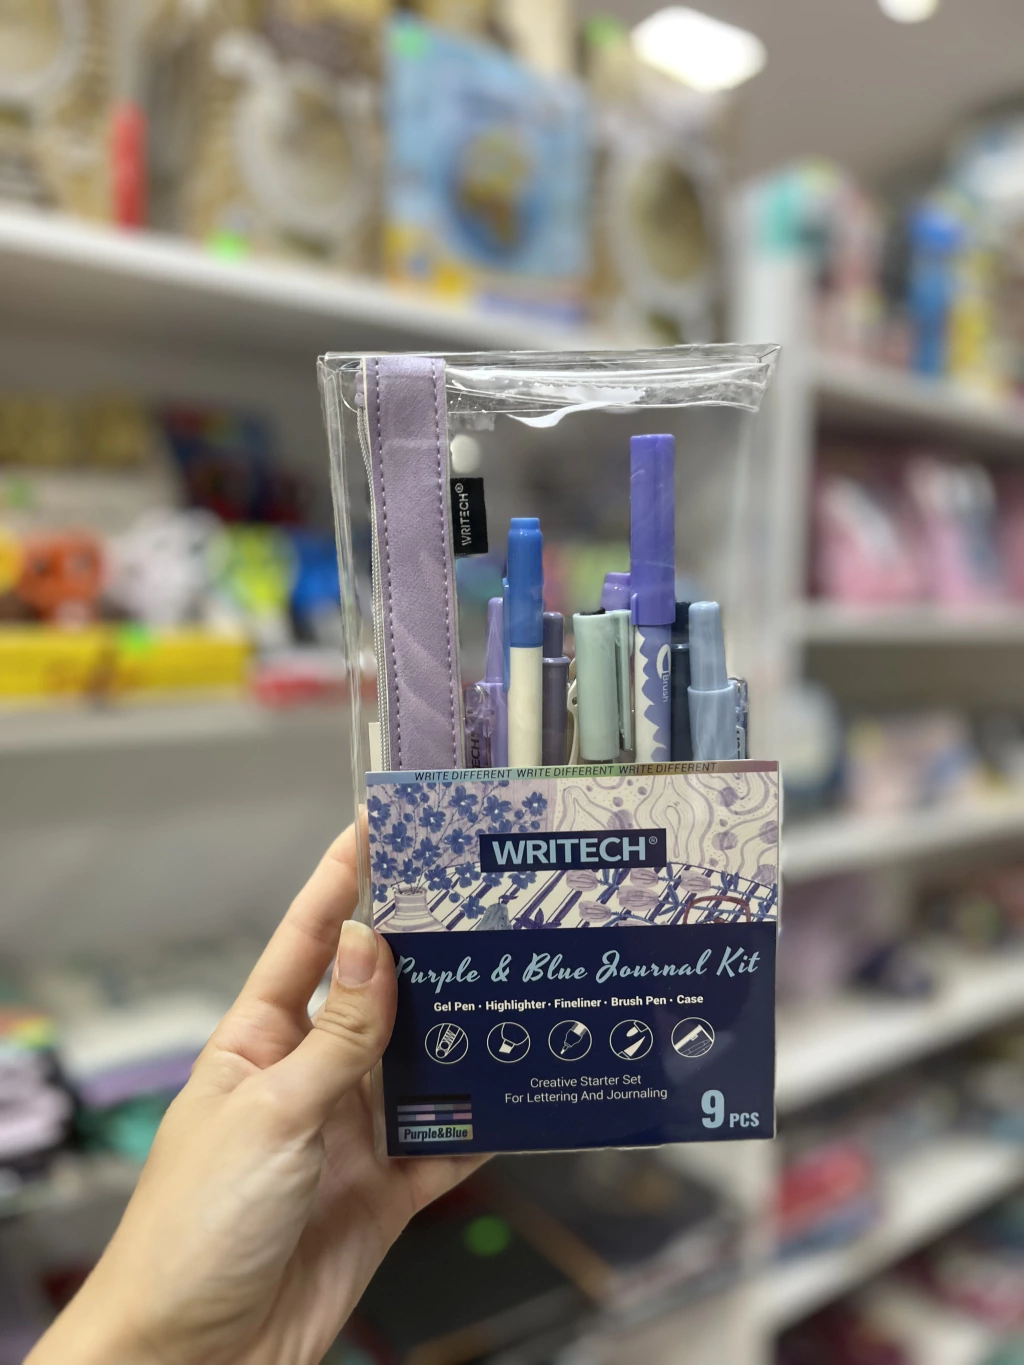 WRITECH®
Brush
TECH
WRITE DIFFERENT WRITE DIFFERENT WRITE DIFFERENT
WRITECH®
Purple & Blue Journal Kit
Gel Pen · Highlighter · Fineliner · Brush Pen · Case
Creative Starter Set
For Lettering And Journaling
9 PCS
Purple&Blue